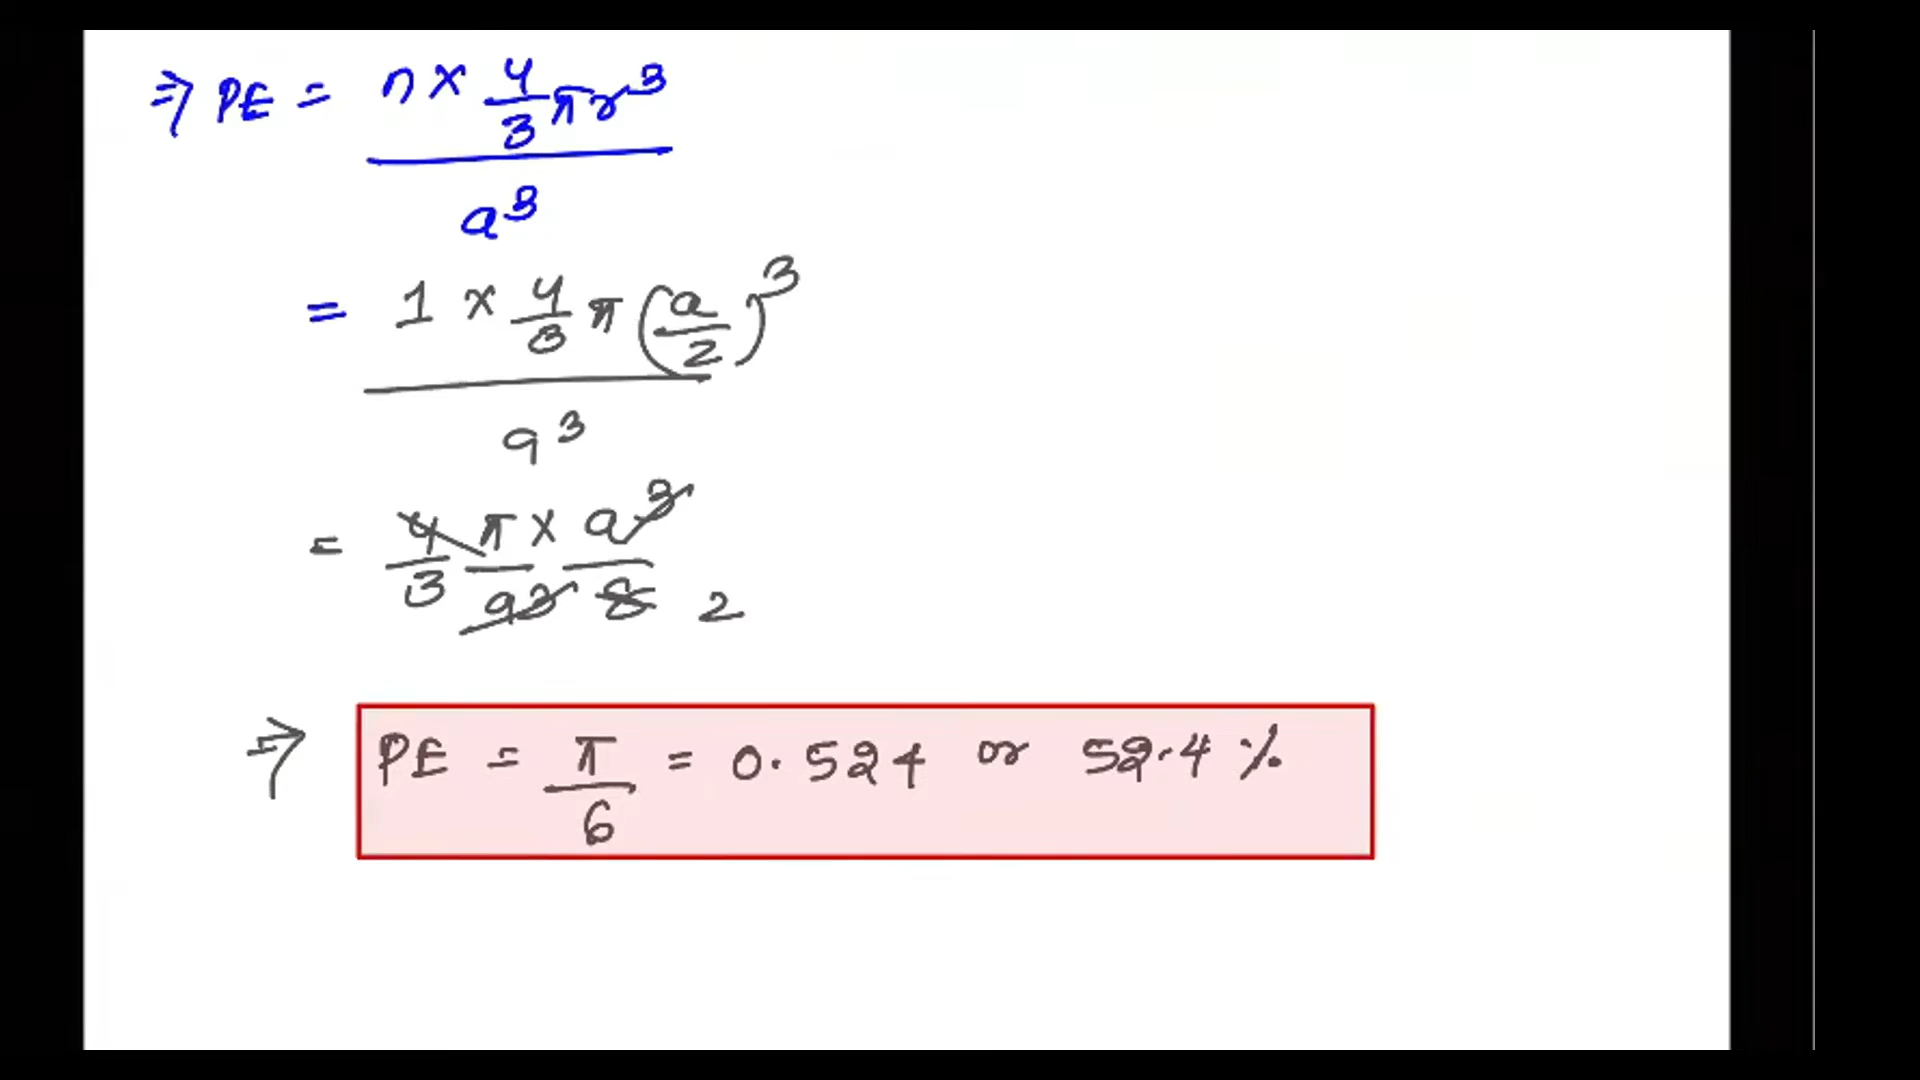 ⇒ PE = n × 4/3 πr³
a³
= 1 × 4/3 π (a/2)³
a³
= 4/3 π/a³ × a³/8 2
⇒ PE = π/6 = 0.524 or 52.4 %